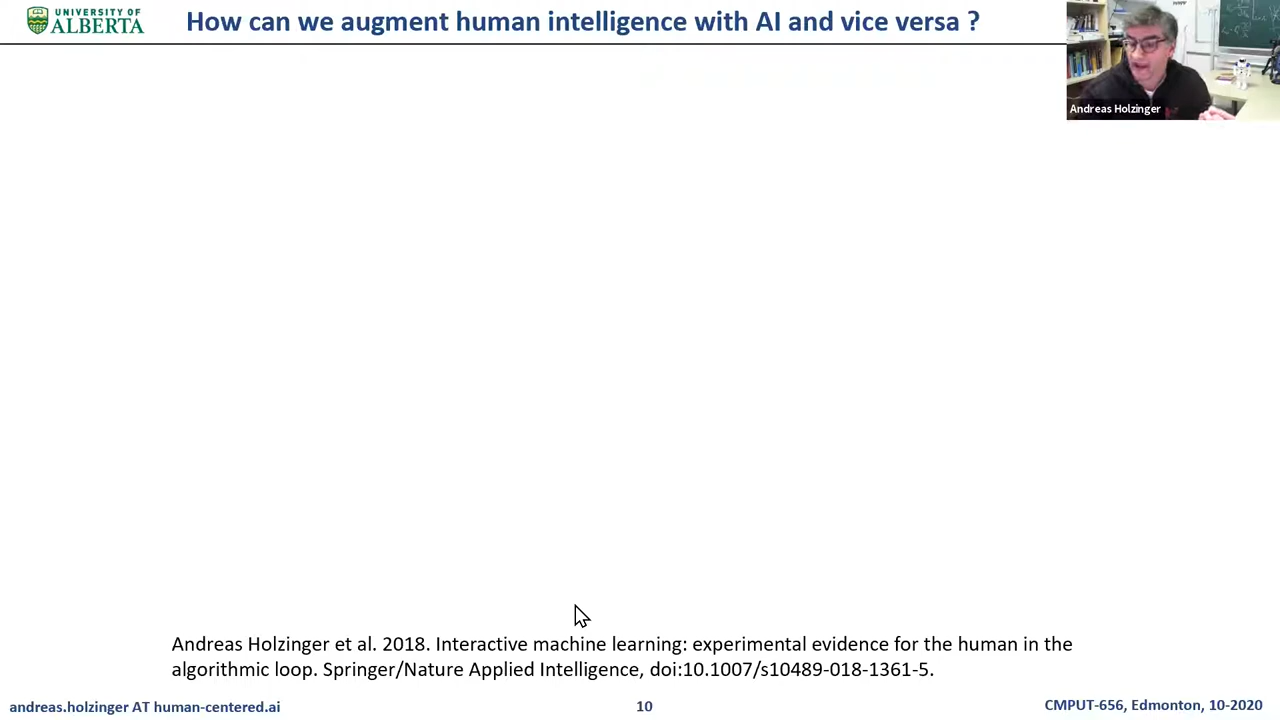 UNIVERSITY OF
ALBERTA
How can we augment human intelligence with AI and vice versa ?
Andreas Holzinger
Andreas Holzinger et al. 2018. Interactive machine learning: experimental evidence for the human in the
algorithmic loop. Springer/Nature Applied Intelligence, doi:10.1007/s10489-018-1361-5.
andreas.holzinger AT human-centered.ai
10
CMPUT-656, Edmonton, 10-2020